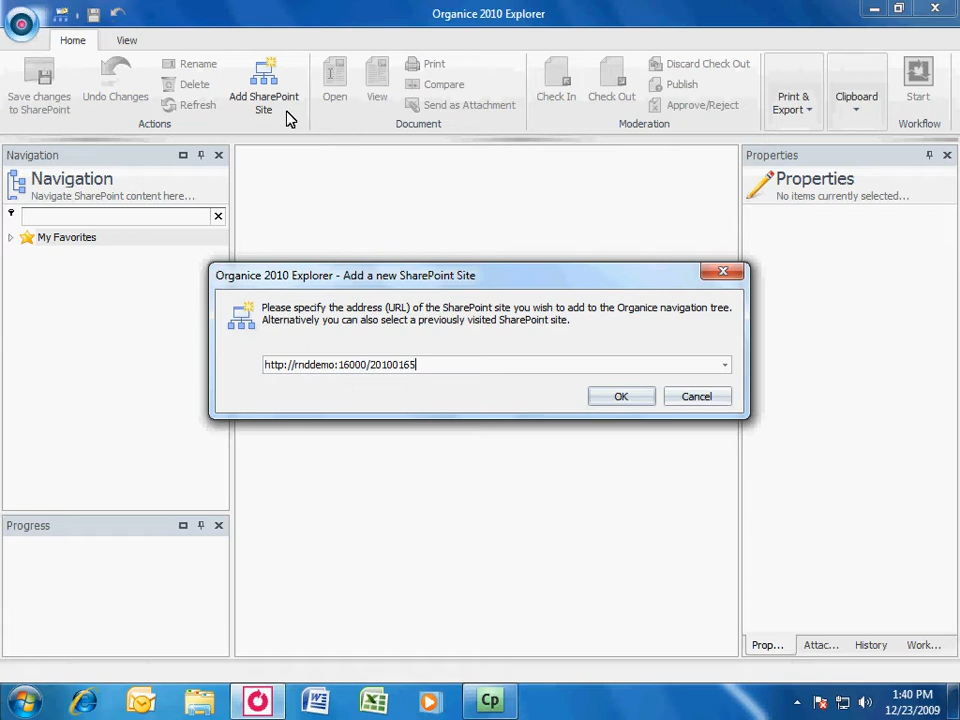 Organice 2010 Explorer
Home
View
Save changes
to SharePoint
Undo Changes
Rename
Delete
Refresh
Add SharePoint
Site
Actions
Open
View
Print
Compare
Send as Attachment
Document
Check In
Check Out
Discard Check Out
Publish
Approve/Reject
Moderation
Print &
Export
Clipboard
Start
Workflow
Navigation
Navigation
Navigate SharePoint content here...
My Favorites
Properties
Properties
No items currently selected...
Organice 2010 Explorer - Add a new SharePoint Site
Please specify the address (URL) of the SharePoint site you wish to add to the Organice navigation tree.
Alternatively you can also select a previously visited SharePoint site.
http://rnddemo:16000/20100165
OK
Cancel
Progress
Prop...
Attac...
History
Work...
Cp
1:40 PM
12/23/2009